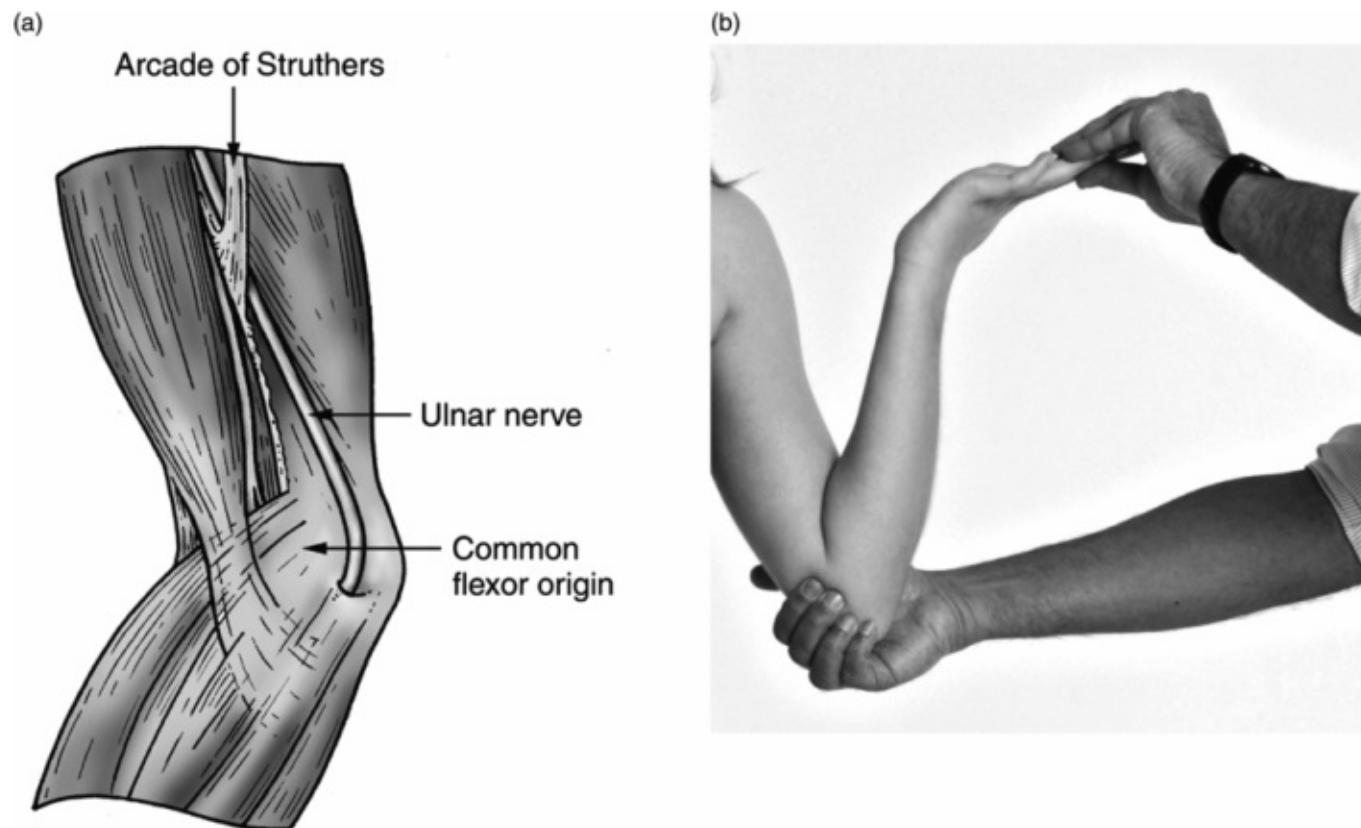 (a)
Arcade of Struthers
Ulnar nerve
Common
flexor origin
(b)